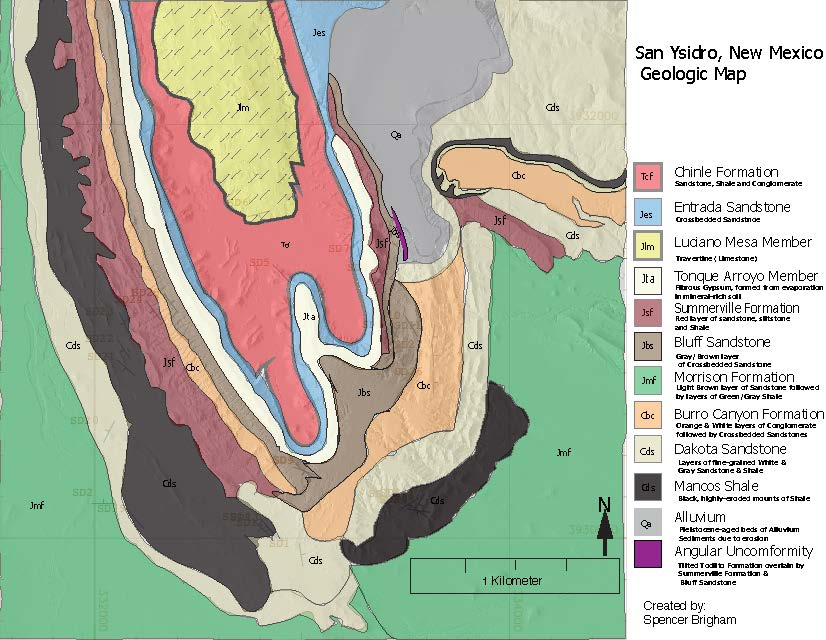 San Ysidro, New Mexico
Geologic Map
Tcf
Chinle Formation
Sandstone, Shale and Conglomerate
Jes
Entrada Sandstone
Crossbedded Sandstnoe
Jlm
Luciano Mesa Member
Travertine ( Limestone)
Jta
Tonque Arroyo Member
Fibrous Gypsum, formed from evaporation
in mineral-rich soil
Jsf
Summerville Formation
Red layer of sandstone, siltstone
and Shale
Jbs
Bluff Sandstone
Gray/ Brown layer
of Crossbedded Sandstone
Jmf
Morrison Formation
Light Brown layer of Sandstone followed
by layers of Green/Gray Shale
Cbc
Burro Canyon Formation
Orange & White layers of Conglomerate
followed by Crossbedded Sandstones
Cds
Dakota Sandstone
Layers of fine-grained White &
Gray Sandstone & Shale
Cds
Mancos Shale
Black, highly-eroded mounts of Shale
Qa
Alluvium
Pleistocene-aged beds of Alluvium
Sediments due to erosion
Angular Uncomformity
Tilted Todilto Formation overlain by
Summerville Formation &
Bluff Sandstone
Created by:
Spencer Brigham
N
1 Kilometer
Jes
Jlm
Qa
Cds
3932000
Cbc
Jsf
Cds
Jsf
SD5
Jta
Cds
Jsf
Cbc
Jbs
Cbc
Cds
Jmf
SD2
Cds
Cds
Jmf
SD1
Cds
332000